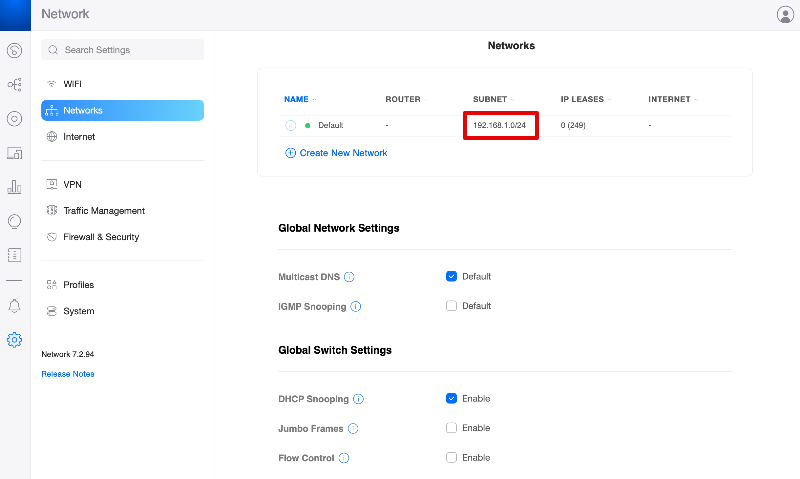 Network
Search Settings
WiFi
Networks
Internet
VPN
Traffic Management
Firewall & Security
Profiles
System
Network 7.2.94
Release Notes
Networks
NAME ROUTER SUBNET IP LEASES INTERNET
Default - 192.168.1.0/24 0 (249) -
Create New Network
Global Network Settings
Multicast DNS Default
IGMP Snooping Default
Global Switch Settings
DHCP Snooping Enable
Jumbo Frames Enable
Flow Control Enable